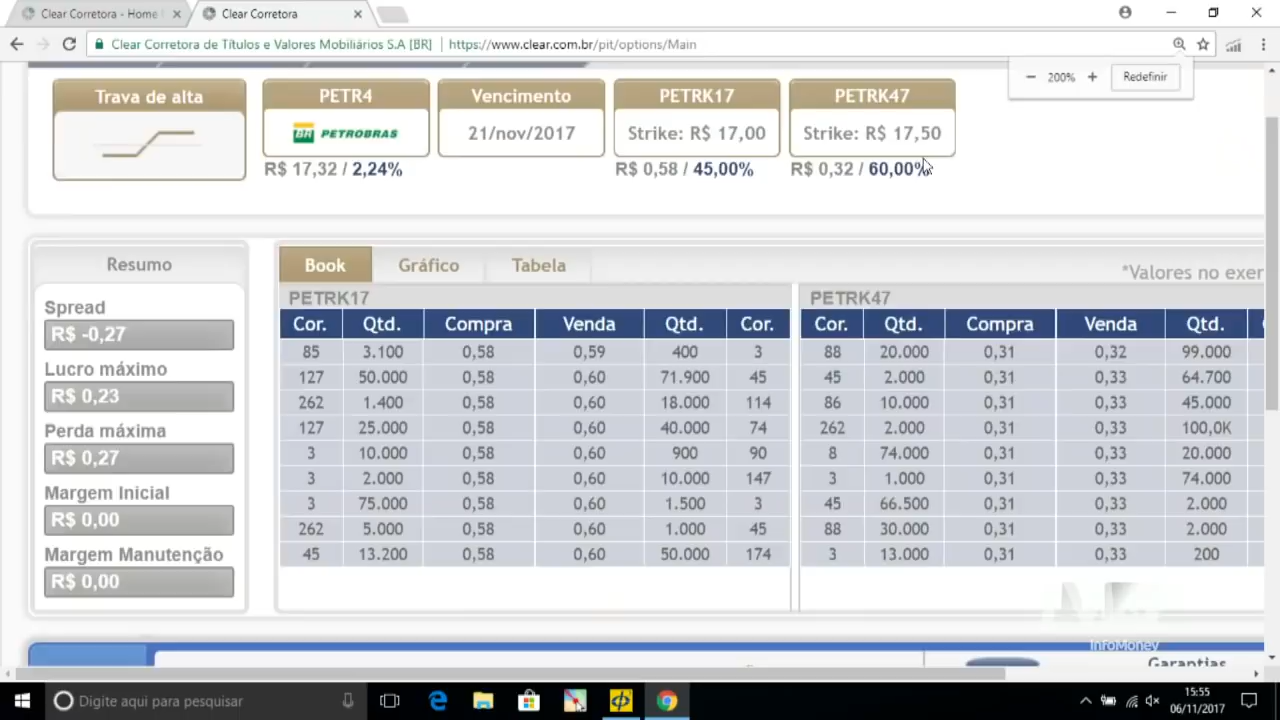 Clear Corretora - Home
Clear Corretora
Clear Corretora de Títulos e Valores Mobiliários S.A [BR] https://www.clear.com.br/pit/options/Main
200% Redefinir
Trava de alta PETR4 Vencimento PETRK17 PETRK47
BR PETROBRAS 21/nov/2017 Strike: R$ 17,00 Strike: R$ 17,50
R$ 17,32 / 2,24% R$ 0,58 / 45,00% R$ 0,32 / 60,00%
Resumo
Spread
R$ -0,27
Lucro máximo
R$ 0,23
Perda máxima
R$ 0,27
Margem Inicial
R$ 0,00
Margem Manutenção
R$ 0,00
Book Gráfico Tabela *Valores no exer
PETRK17 PETRK47
Cor. Qtd. Compra Venda Qtd. Cor. Cor. Qtd. Compra Venda Qtd.
85 3.100 0,58 0,59 400 3 88 20.000 0,31 0,32 99.000
127 50.000 0,58 0,60 71.900 45 45 2.000 0,31 0,33 64.700
262 1.400 0,58 0,60 18.000 114 86 10.000 0,31 0,33 45.000
127 25.000 0,58 0,60 40.000 74 262 2.000 0,31 0,33 100,0K
3 10.000 0,58 0,60 900 90 8 74.000 0,31 0,33 20.000
3 2.000 0,58 0,60 10.000 147 3 1.000 0,31 0,33 74.000
3 75.000 0,58 0,60 1.500 3 45 66.500 0,31 0,33 2.000
262 5.000 0,58 0,60 1.000 45 88 30.000 0,31 0,33 2.000
45 13.200 0,58 0,60 50.000 174 3 13.000 0,31 0,33 200
InfoMoney
Garantias
Digite aqui para pesquisar
15:55
06/11/2017